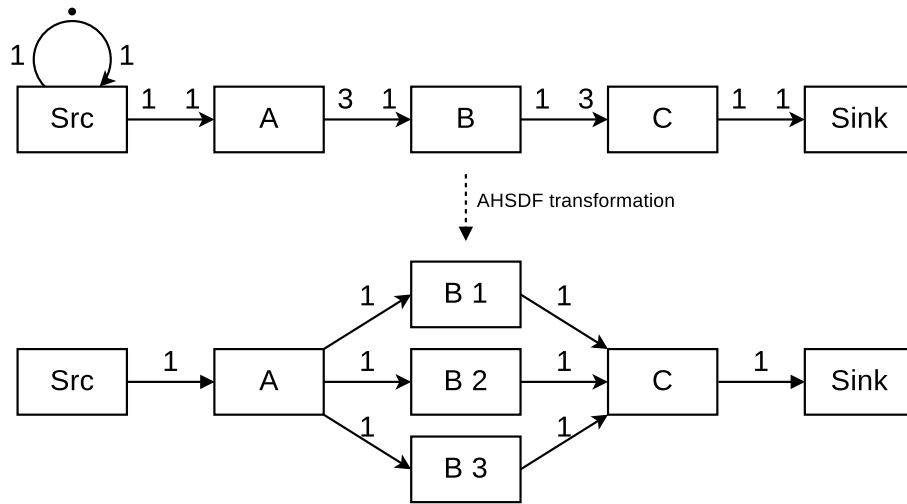 1 1
Src 1 1 A 3 1 B 1 3 C 1 1 Sink
AHSDF transformation
1 B 1 1
Src 1 A 1 B 2 1 C 1 Sink
1 B 3 1